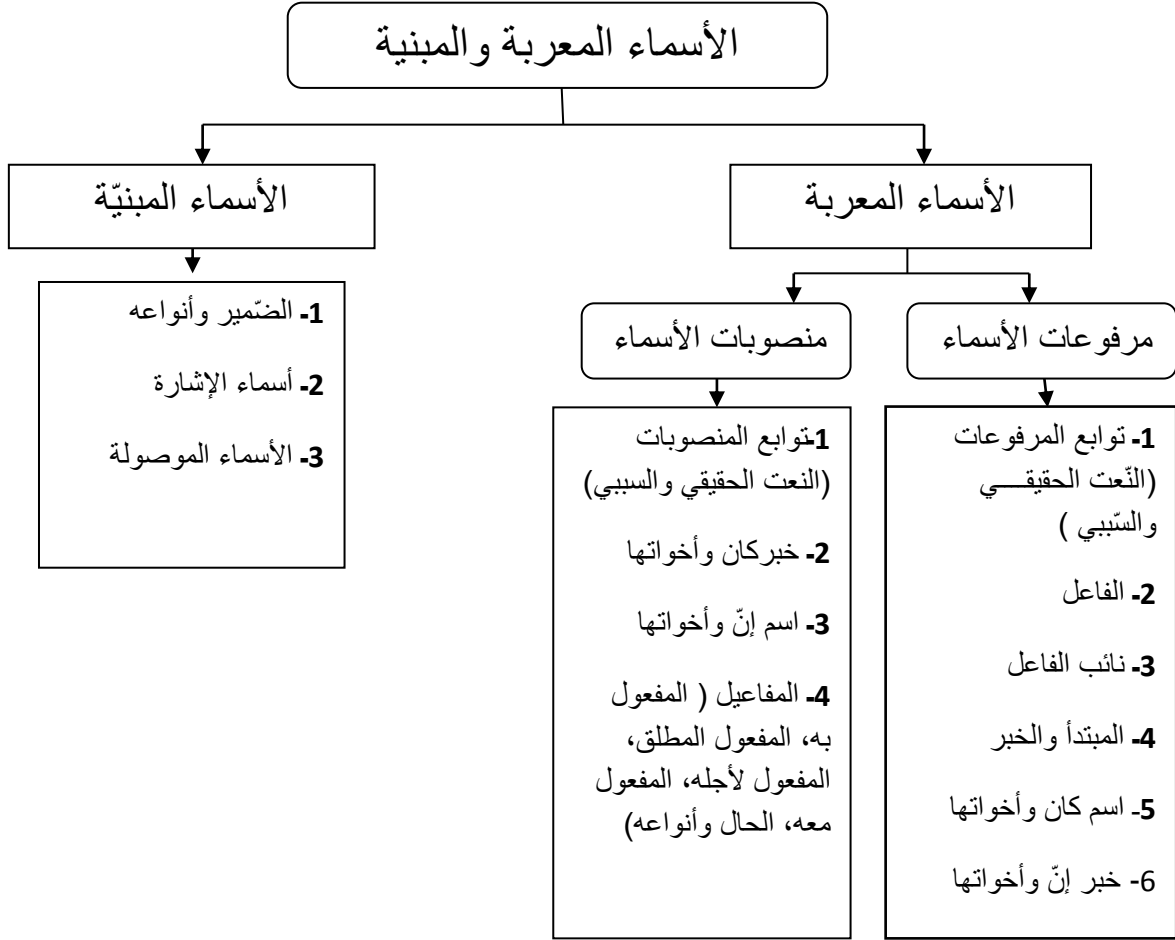 الأسماء المعربة والمبنية
الأسماء المعربة
الأسماء المبنيّة
مرفوعات الأسماء
منصوبات الأسماء
1- توابع المرفوعات
(النّعت الحقيقــــي
والسّببي )
2- الفاعل
3- نائب الفاعل
4- المبتدأ والخبر
5- اسم كان وأخواتها
6- خبر إنّ وأخواتها
1-توابع المنصوبات
(النعت الحقيقي والسببي)
2- خبركان وأخواتها
3- اسم إنّ وأخواتها
4- المفاعيل ( المفعول
به، المفعول المطلق،
المفعول لأجله، المفعول
معه، الحال وأنواعه)
1- الضّمير وأنواعه
2- أسماء الإشارة
3- الأسماء الموصولة